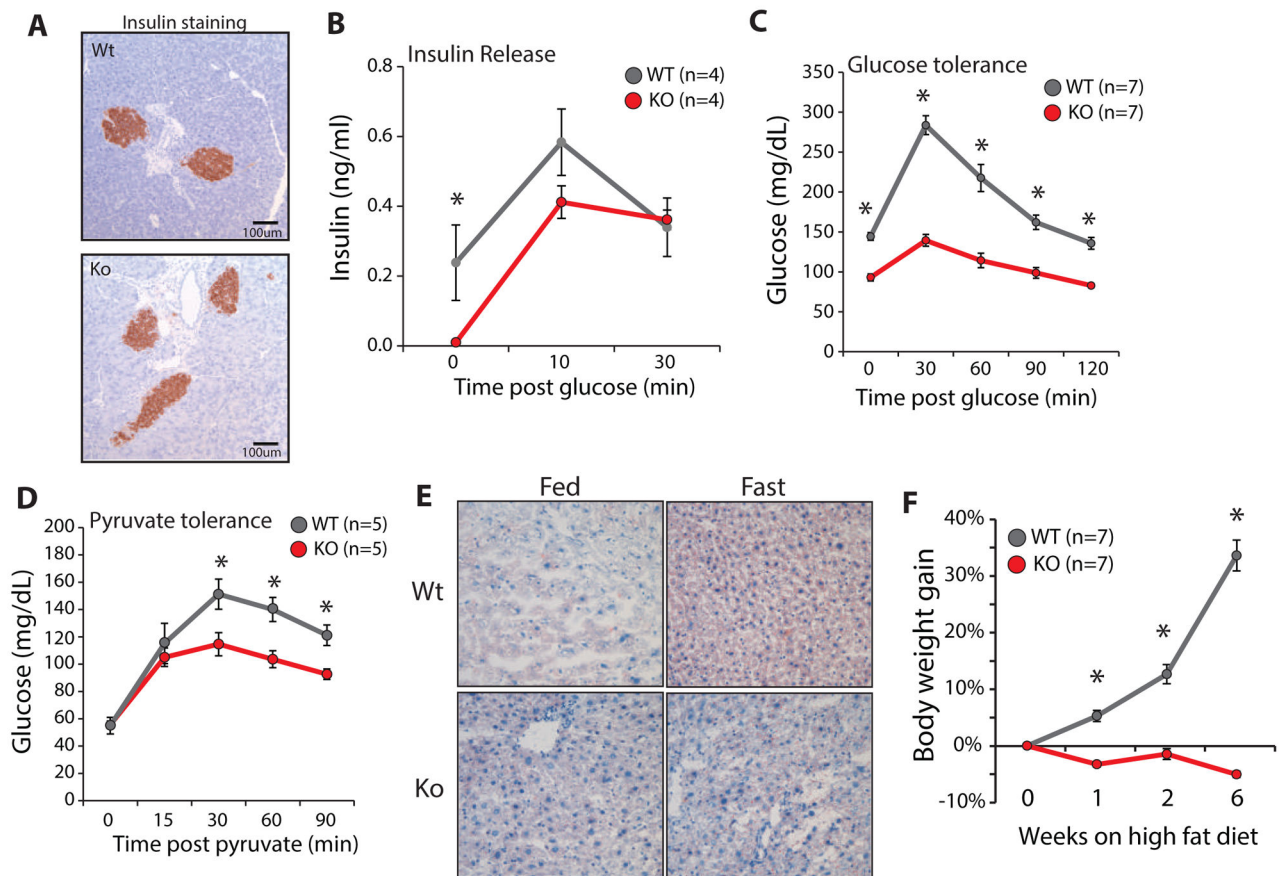 A
Insulin staining
Wt
100um
Ko
100um
B
Insulin Release
WT (n=4)
KO (n=4)
Insulin (ng/ml)
0.8
0.6
0.4
0.2
0.0
*
0 10 30
Time post glucose (min)
C
Glucose tolerance
WT (n=7)
KO (n=7)
Glucose (mg/dL)
350
300
250
200
150
100
50
0
* * * * *
0 30 60 90 120
Time post glucose (min)
D
Pyruvate tolerance
WT (n=5)
KO (n=5)
Glucose (mg/dL)
200
180
160
140
120
100
80
60
40
20
0
* * *
0 15 30 60 90
Time post pyruvate (min)
E
Fed Fast
Wt
Ko
F
WT (n=7)
KO (n=7)
Body weight gain
40%
30%
20%
10%
0%
-10%
* * *
0 1 2 6
Weeks on high fat diet